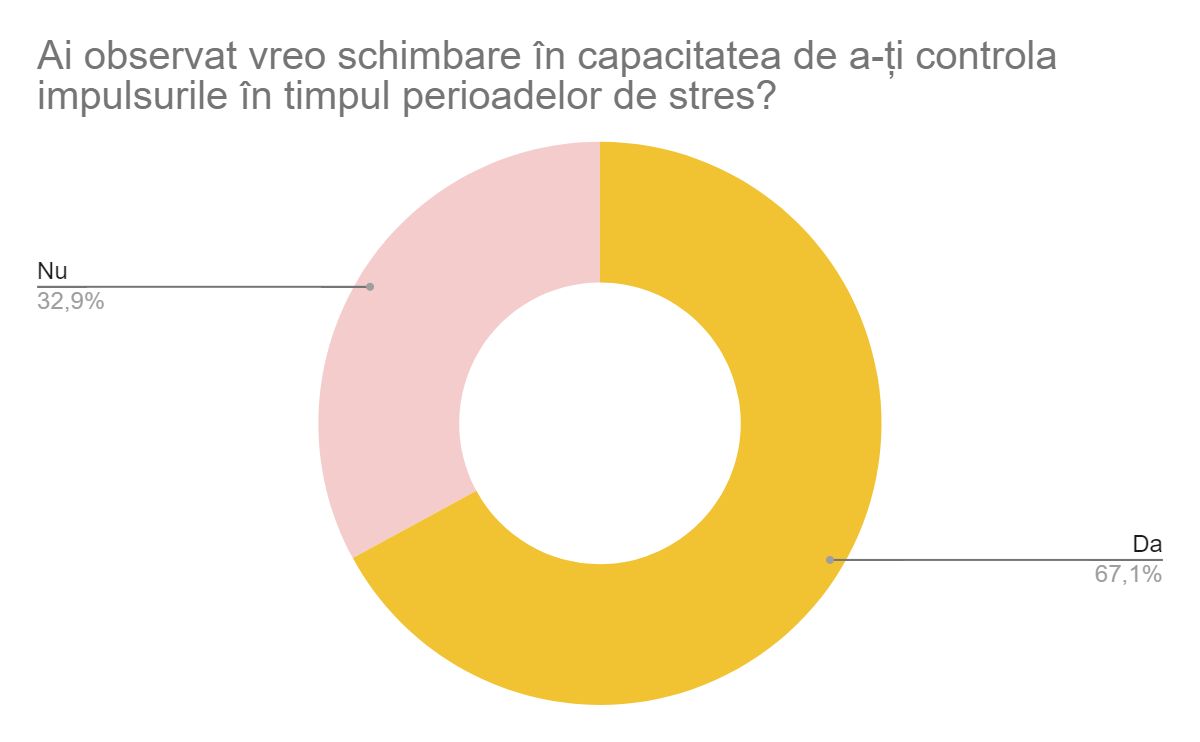 Ai observat vreo schimbare în capacitatea de a-ți controla
impulsurile în timpul perioadelor de stres?
Nu
32,9%
Da
67,1%